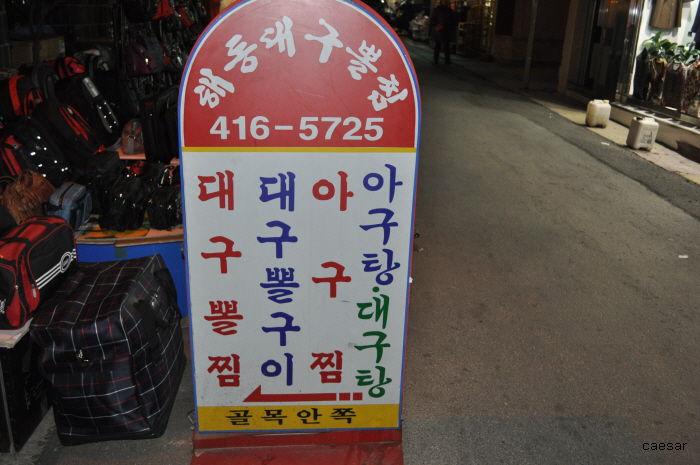 해동대구뽈찜
416-5725
대구뽈찜
대구뽈구이
아구찜
아구탕·대구탕
골목안쪽
caesar